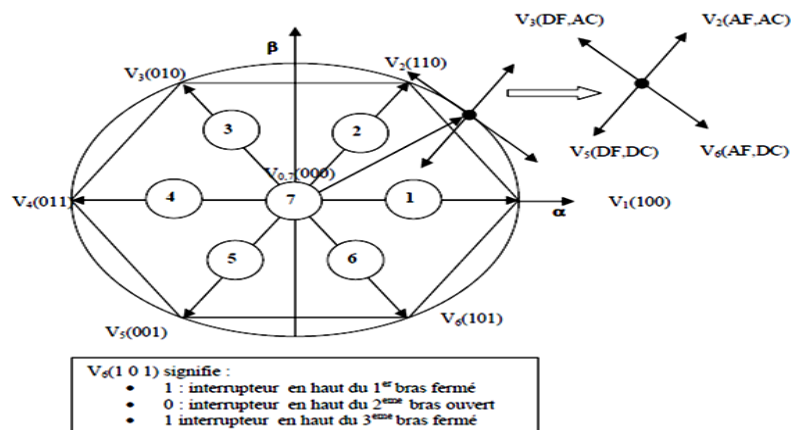 β
V3(DF,AC)
V2(AF,AC)
V3(010)
V2(110)
3
2
V5(DF,DC)
V6(AF,DC)
V0,7(000)
V4(011)
4
7
1
α
V1(100)
5
6
V5(001)
V6(101)
V6(1 0 1) signifie :
• 1 : interrupteur en haut du 1er bras fermé
• 0 : interrupteur en haut du 2eme bras ouvert
• 1 interrupteur en haut du 3eme bras fermé